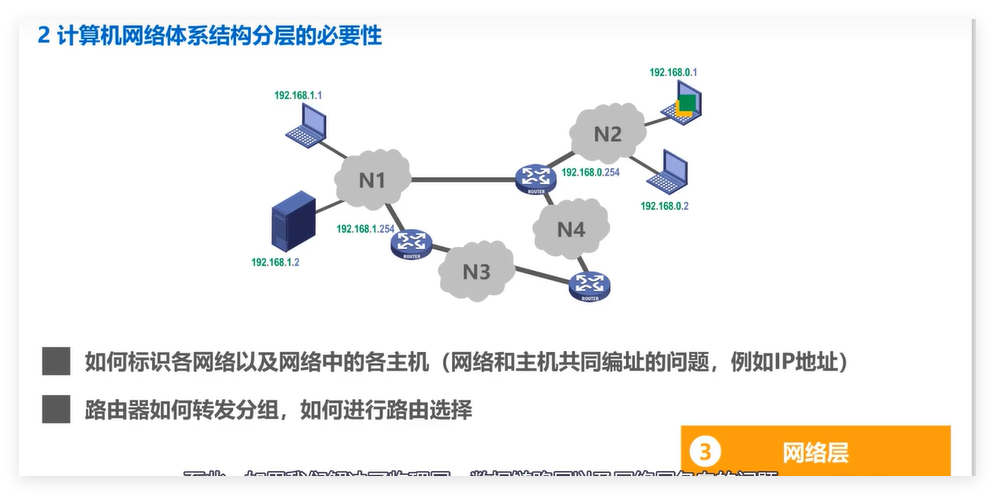 2 计算机网络体系结构分层的必要性
192.168.0.1
192.168.1.1
N2
N1
192.168.0.254
ROUTER
192.168.0.2
192.168.1.254
N4
ROUTER
192.168.1.2
N3
ROUTER
如何标识各网络以及网络中的各主机（网络和主机共同编址的问题，例如IP地址）
路由器如何转发分组，如何进行路由选择
3 网络层